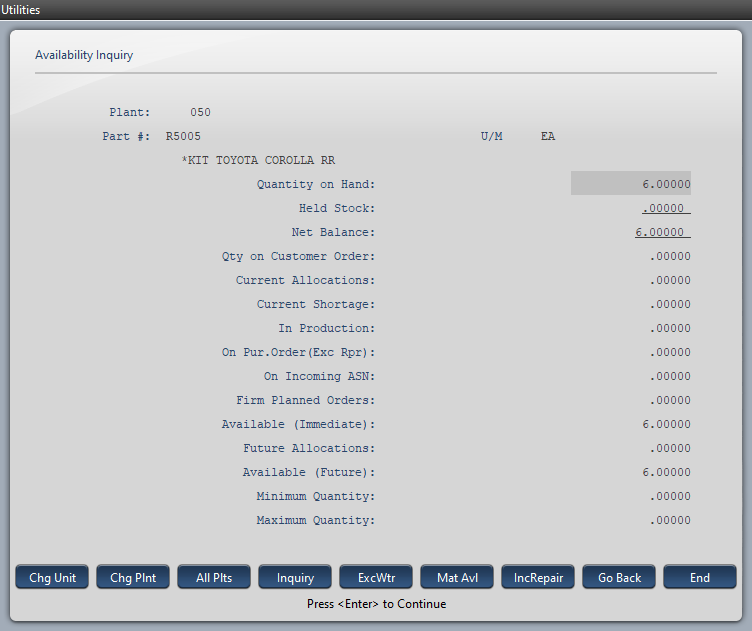 Utilities
Availability Inquiry
Plant: 050
Part #: R5005 U/M EA
*KIT TOYOTA COROLLA RR
Quantity on Hand: 6.00000
Held Stock: .00000
Net Balance: 6.00000
Qty on Customer Order: .00000
Current Allocations: .00000
Current Shortage: .00000
In Production: .00000
On Pur.Order(Exc Rpr): .00000
On Incoming ASN: .00000
Firm Planned Orders: .00000
Available (Immediate): 6.00000
Future Allocations: .00000
Available (Future): 6.00000
Minimum Quantity: .00000
Maximum Quantity: .00000
Chg Unit Chg Plnt All Plts Inquiry ExcWtr Mat Avl IncRepair Go Back End
Press <Enter> to Continue